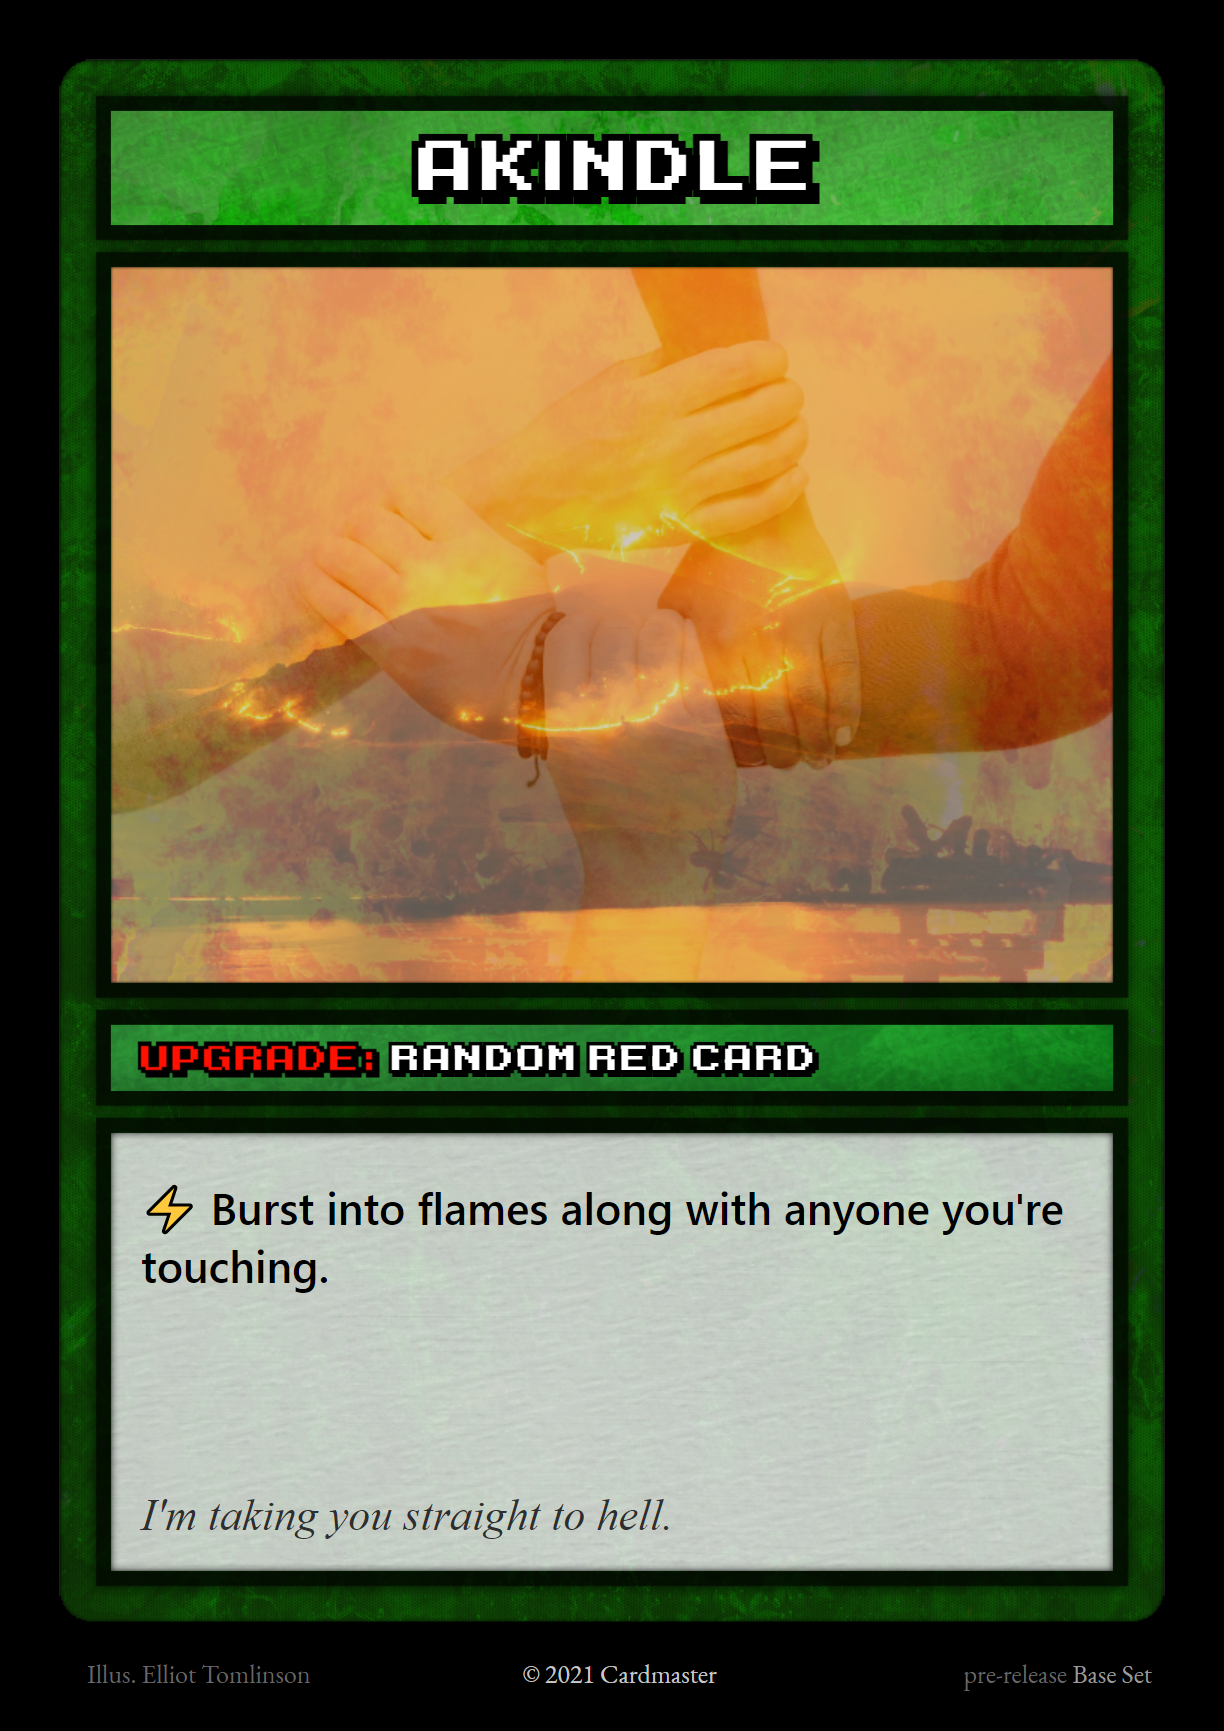 AKINDLE
UPGRADE: RANDOM RED CARD
⚡ Burst into flames along with anyone you're
touching.
I'm taking you straight to hell.
Illus. Elliot Tomlinson © 2021 Cardmaster pre-release Base Set